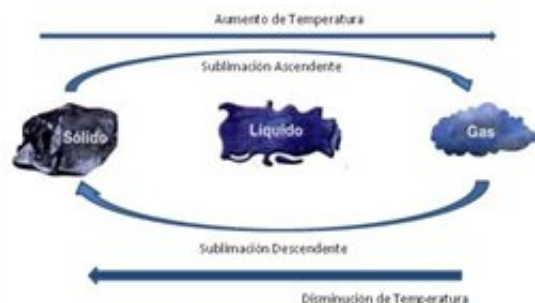 Aumento de Temperatura
Sublimación Ascendente
Sólido
Líquido
Gas
Sublimación Descendente
Disminución de Temperatura